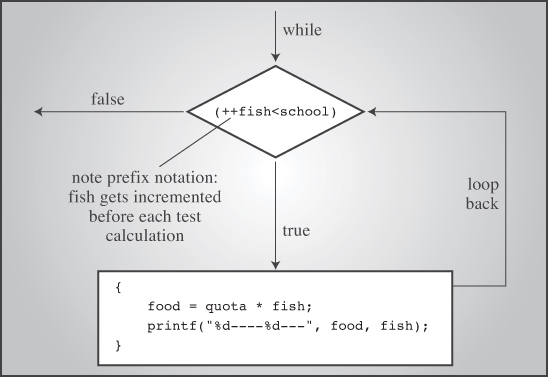 while
false
(++fish<school)
note prefix notation:
fish gets incremented
before each test
calculation
loop
back
true
{
food = quota * fish;
printf("%d----%d---", food, fish);
}